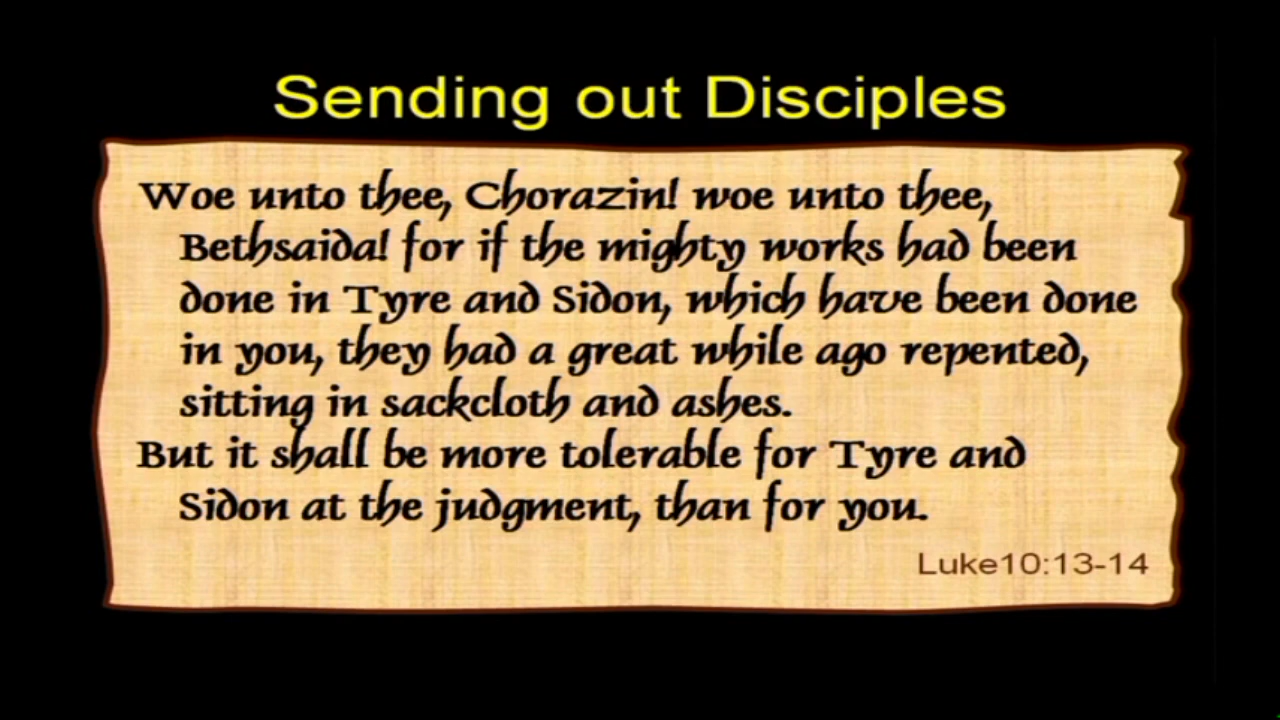 Sending out Disciples
Woe unto thee, Chorazin! woe unto thee,
Bethsaida! for if the mighty works had been
done in Tyre and Sidon, which have been done
in you, they had a great while ago repented,
sitting in sackcloth and ashes.
But it shall be more tolerable for Tyre and
Sidon at the judgment, than for you.
Luke10:13-14